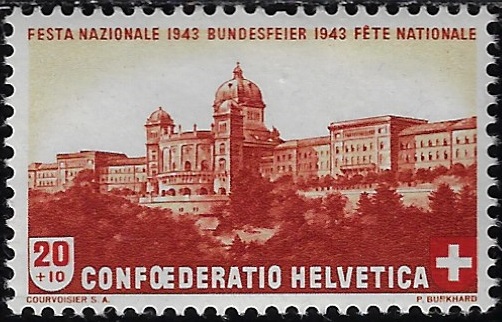 FESTA NAZIONALE 1943 BUNDESFEIER 1943 FÊTE NATIONALE
20
+10
CONFŒDERATIO HELVETICA
COURVOISIER S. A.
P. BURKHARD